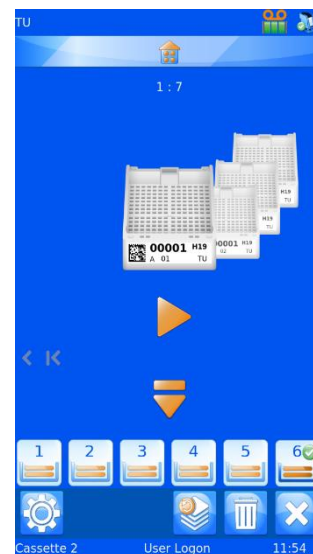 TU
1 : 7
H19
H19
TU
00001 H19
A 01 TU
0001 H19
02 TU
1 2 3 4 5 6
Cassette 2 User Logon 11:54